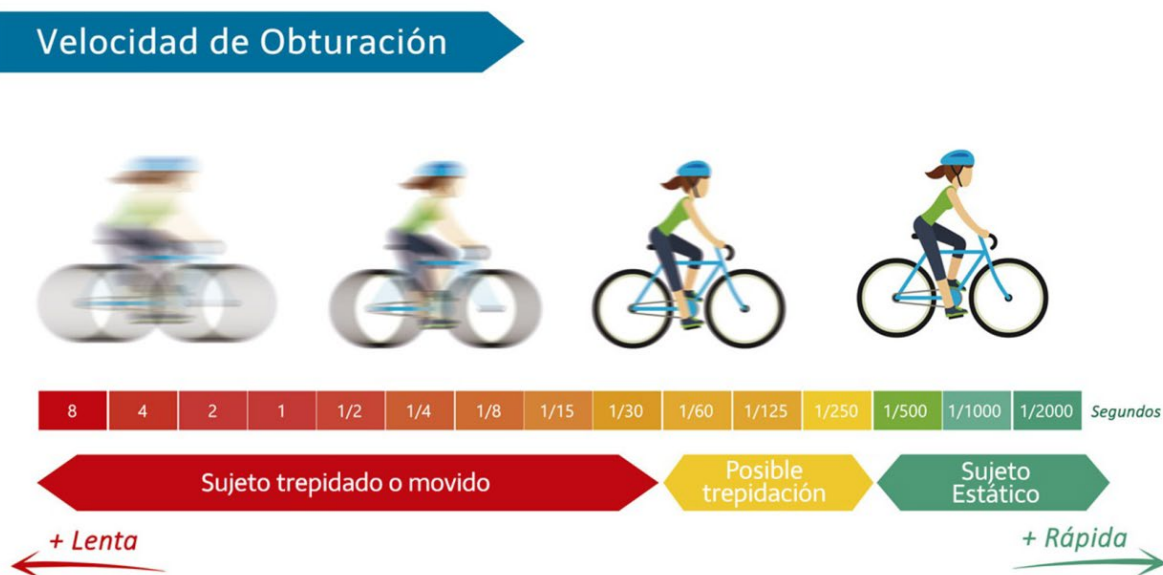 Velocidad de Obturación
8 4 2 1 1/2 1/4 1/8 1/15 1/30 1/60 1/125 1/250 1/500 1/1000 1/2000 Segundos
Sujeto trepidado o movido
Posible
trepidación
Sujeto
Estático
+ Lenta
+ Rápida